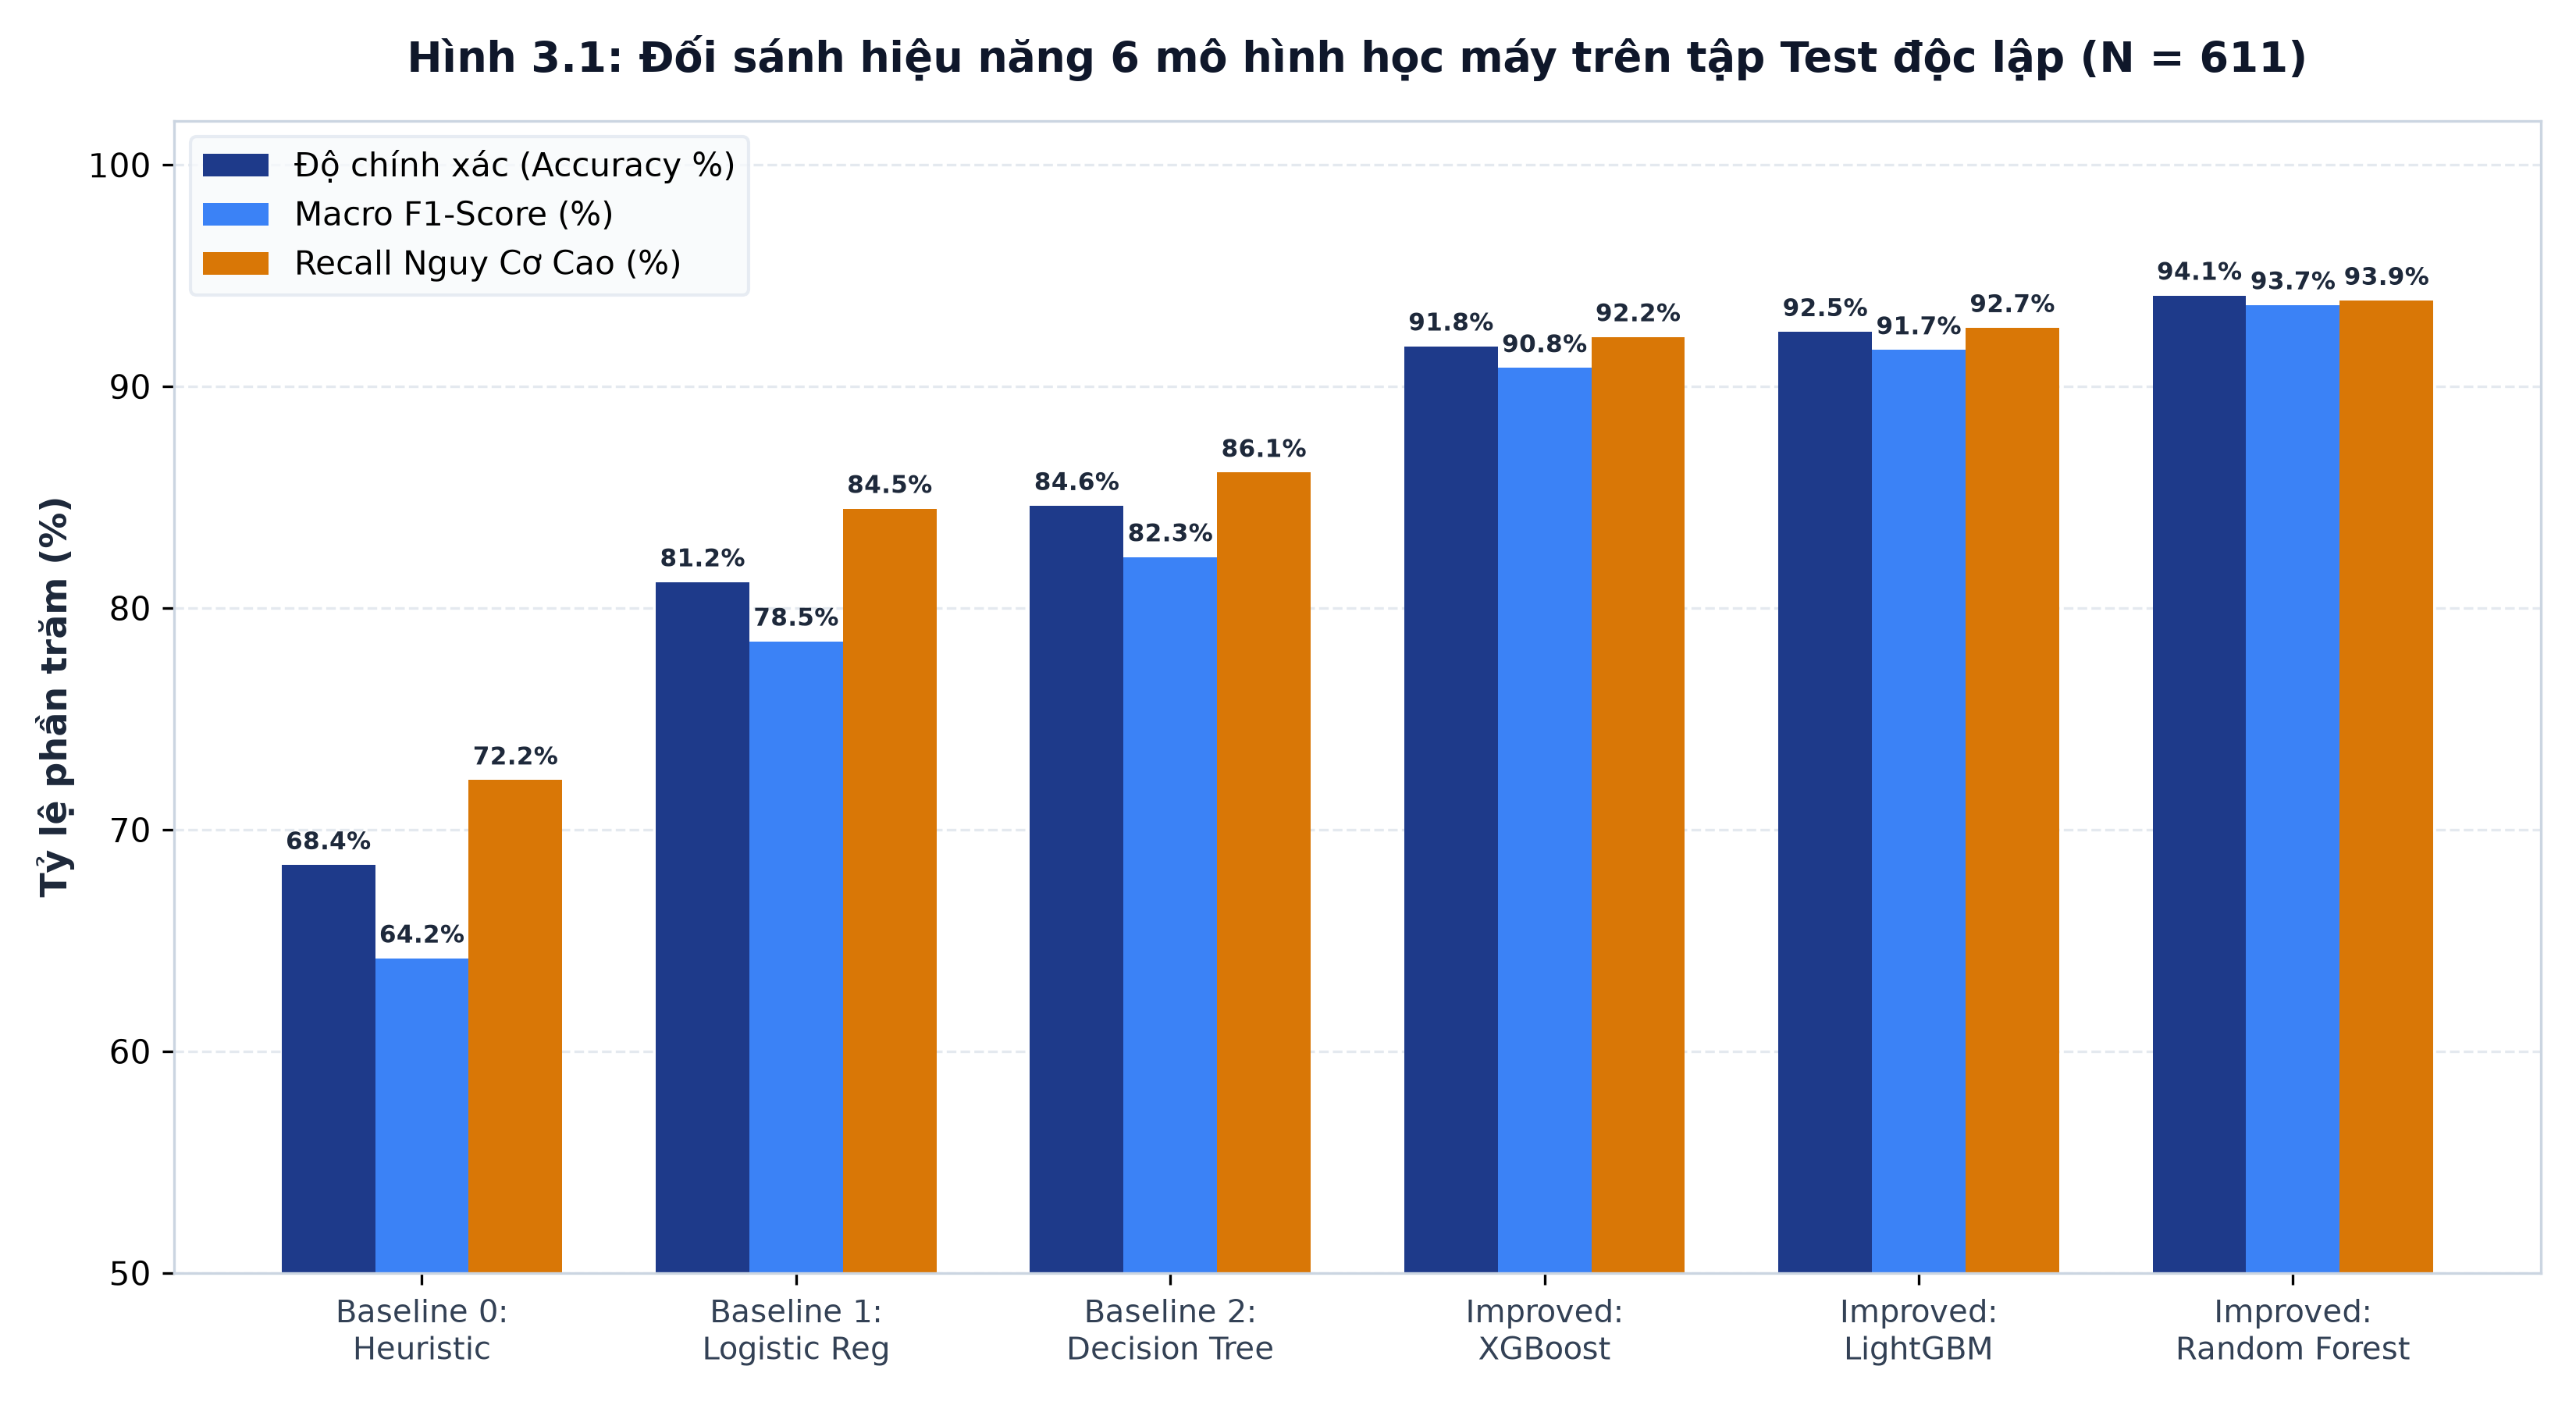 Hình 3.1: Đối sánh hiệu năng 6 mô hình học máy trên tập Test độc lập (N = 611)
Độ chính xác (Accuracy %)
Macro F1-Score (%)
Recall Nguy Cơ Cao (%)
Tỷ lệ phần trăm (%)
100
90
80
70
60
50
68.4%
64.2%
72.2%
81.2%
78.5%
84.5%
84.6%
82.3%
86.1%
91.8%
90.8%
92.2%
92.5%
91.7%
92.7%
94.1%
93.7%
93.9%
Baseline 0:
Heuristic
Baseline 1:
Logistic Reg
Baseline 2:
Decision Tree
Improved:
XGBoost
Improved:
LightGBM
Improved:
Random Forest